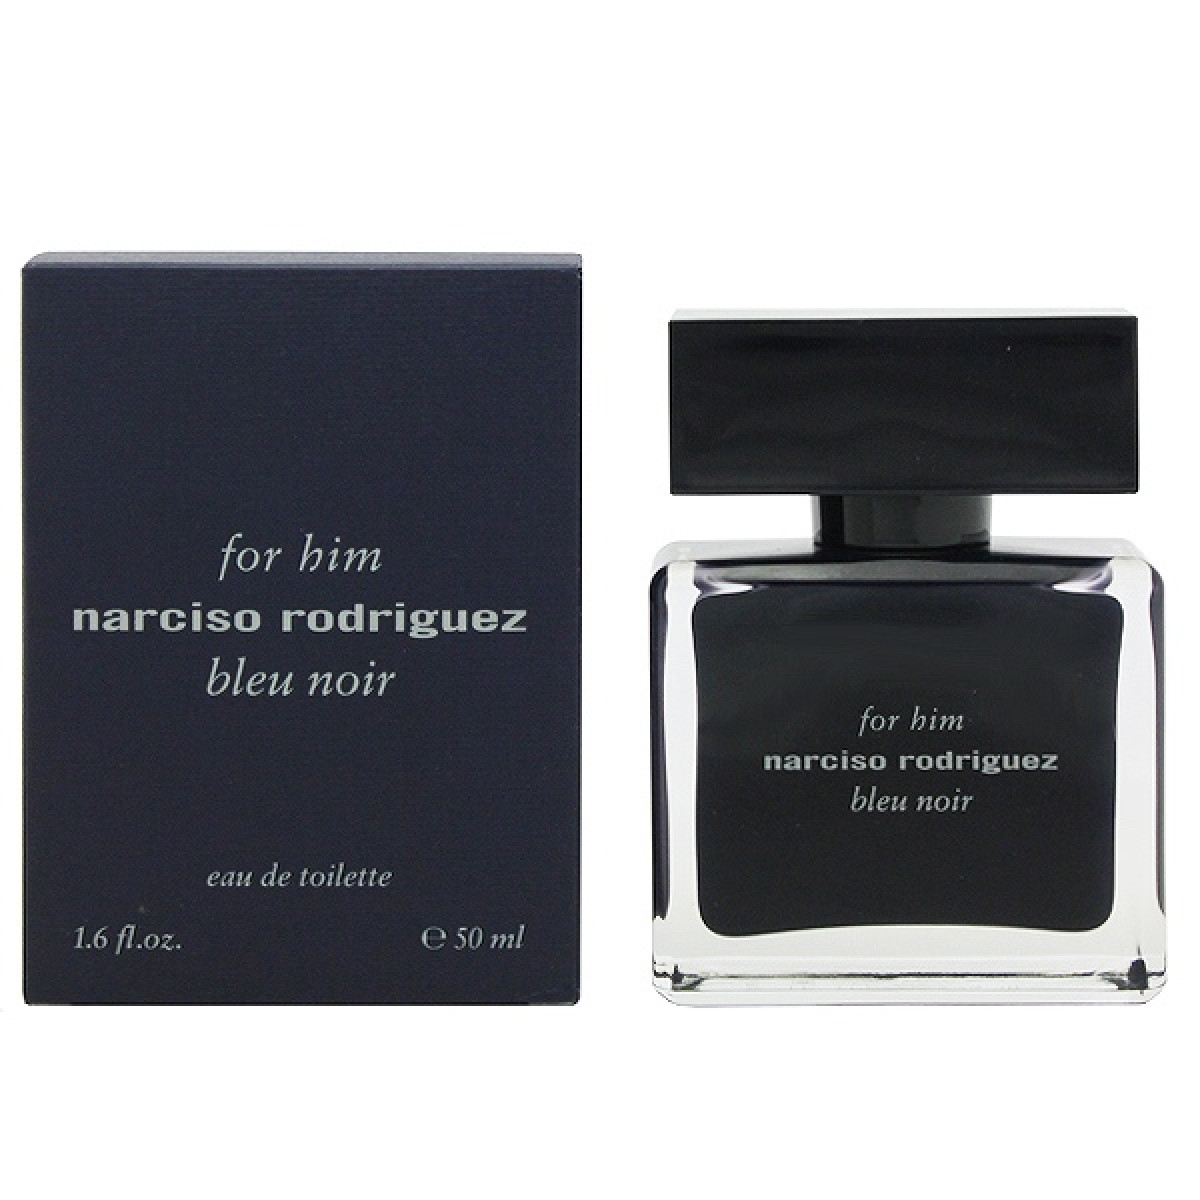 for him
narciso rodriguez
bleu noir
eau de toilette
1.6 fl.oz. ℮ 50 ml
for him
narciso rodriguez
bleu noir